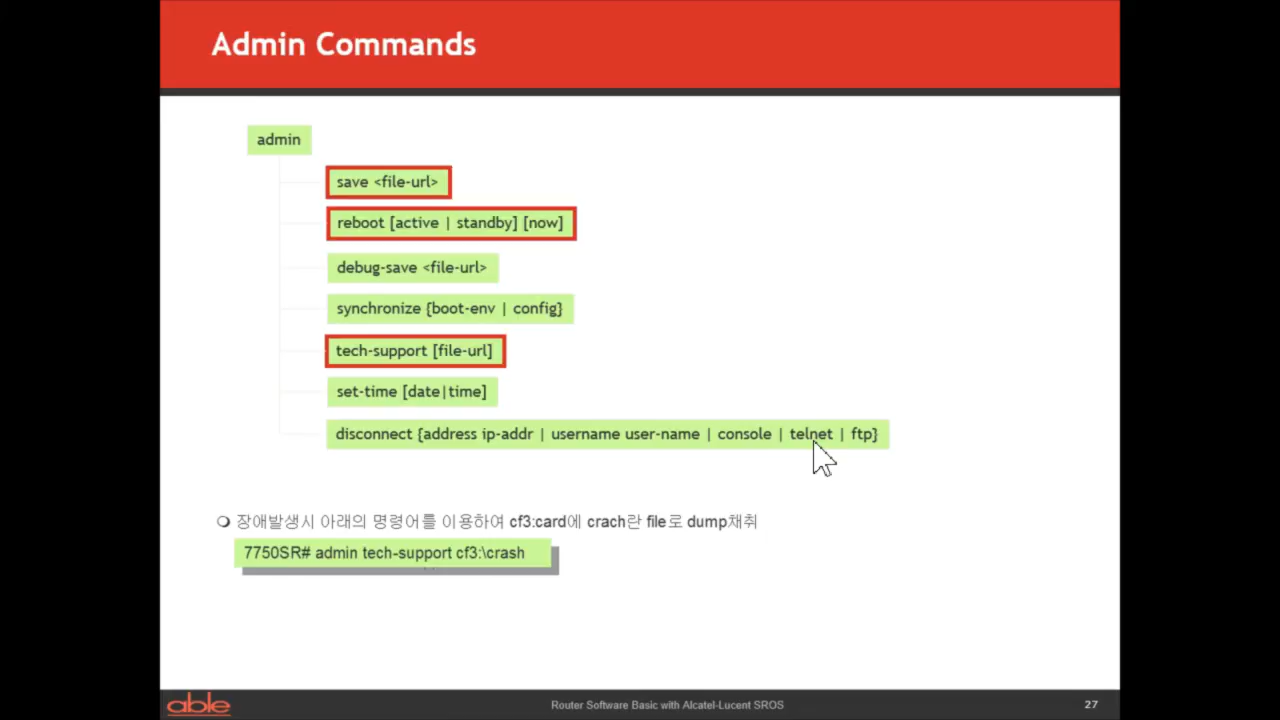 Admin Commands
admin
save <file-url>
reboot [active | standby] [now]
debug-save <file-url>
synchronize {boot-env | config}
tech-support [file-url]
set-time [date|time]
disconnect {address ip-addr | username user-name | console | telnet | ftp}
장애발생시 아래의 명령어를 이용하여 cf3:card에 crach란 file로 dump채취
7750SR# admin tech-support cf3:\crash
able
Router Software Basic with Alcatel-Lucent SROS
27